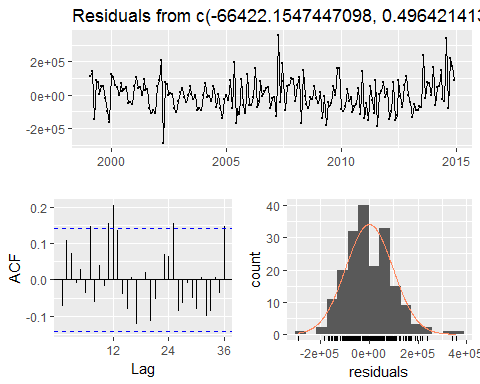 Residuals from c(-66422.1547447098, 0.496421413
2e+05
0e+00
-2e+05
2000 2005 2010 2015
0.2
0.1
0.0
-0.1
ACF
12 24 36
Lag
40
30
20
10
0
count
-2e+05 0e+00 2e+05 4e+05
residuals